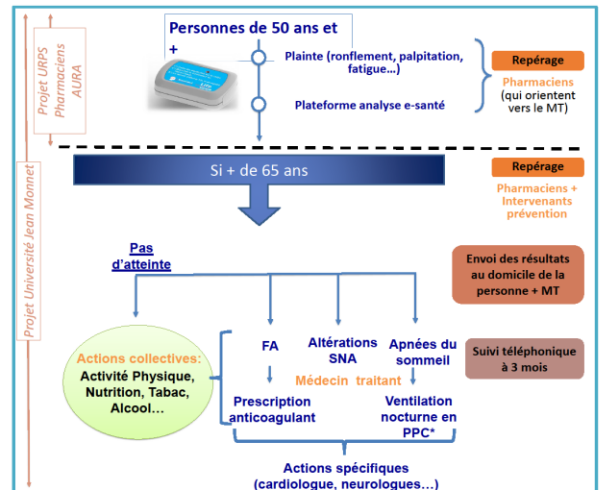 Projet URPS
Pharmaciens
AURA
Projet Université Jean Monnet
Personnes de 50 ans et
+
Plainte (ronflement, palpitation,
fatigue…)
Plateforme analyse e-santé
Repérage
Pharmaciens
(qui orientent
vers le MT)
Si + de 65 ans
Repérage
Pharmaciens +
Intervenants
prévention
Pas
d'atteinte
Envoi des résultats
au domicile de la
personne + MT
Actions collectives:
Activité Physique,
Nutrition, Tabac,
Alcool…
FA
Altérations
SNA
Apnées du
sommeil
Médecin traitant
Suivi téléphonique
à 3 mois
Prescription
anticoagulant
Ventilation
nocturne en
PPC*
Actions spécifiques
(cardiologue, neurologues…)